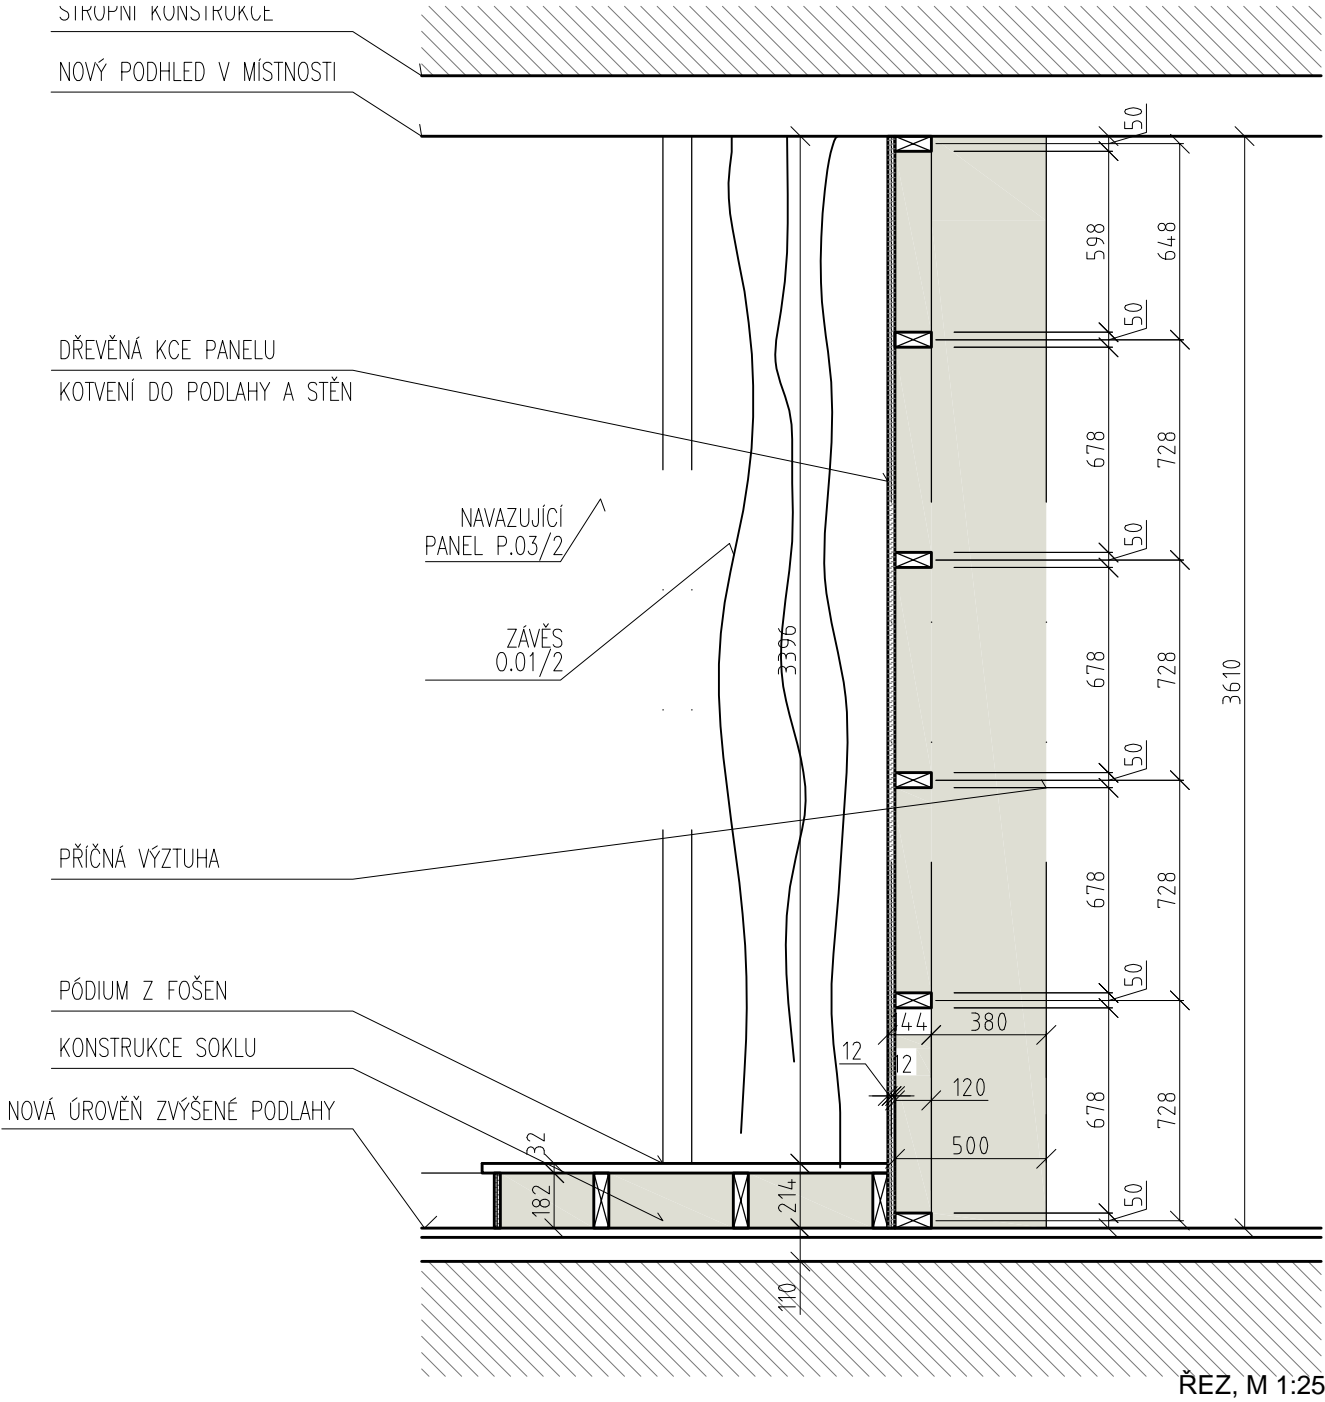 STROPNÍ KONSTRUKCE
NOVÝ PODHLED V MÍSTNOSTI
50
598
648
50
DŘEVĚNÁ KCE PANELU
KOTVENÍ DO PODLAHY A STĚN
678
728
NAVAZUJÍCÍ
PANEL P.03/2
50
ZÁVĚS
0.01/2
3396
678
728
3610
50
PŘÍČNÁ VÝZTUHA
678
728
PÓDIUM Z FOŠEN
50
44
380
KONSTRUKCE SOKLU
12
12
120
NOVÁ ÚROVĚŇ ZVÝŠENÉ PODLAHY
678
728
32
500
182
214
50
110
ŘEZ, M 1:25